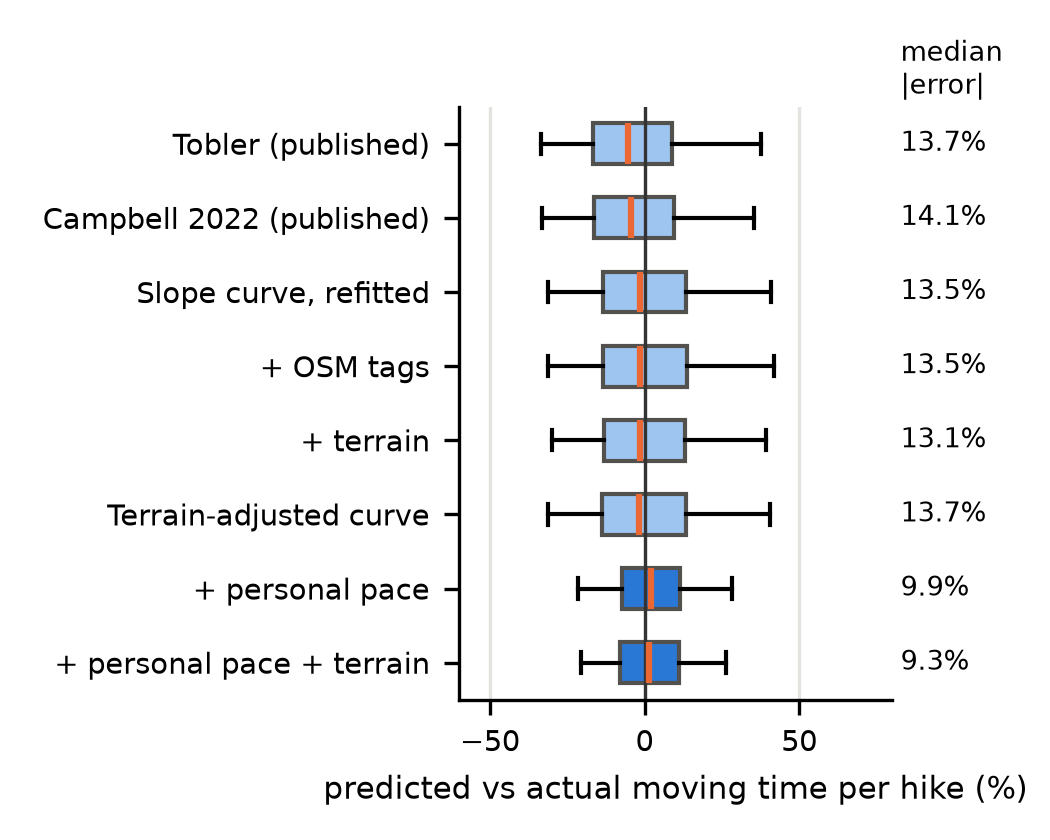 median
|error|
Tobler (published) 13.7%
Campbell 2022 (published) 14.1%
Slope curve, refitted 13.5%
+ OSM tags 13.5%
+ terrain 13.1%
Terrain-adjusted curve 13.7%
+ personal pace 9.9%
+ personal pace + terrain 9.3%
−50 0 50
predicted vs actual moving time per hike (%)